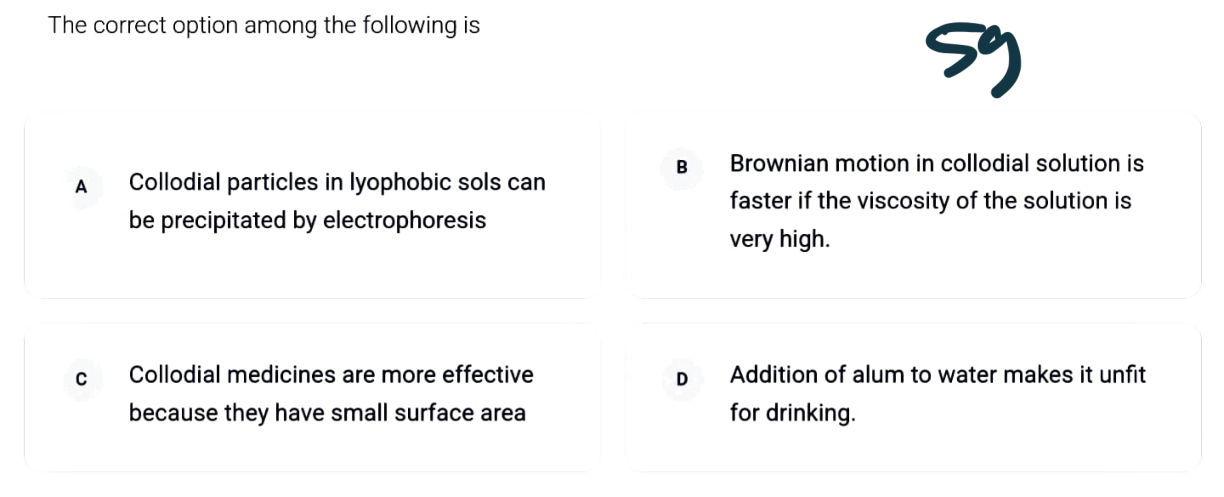 The correct option among the following is
59
A
Collodial particles in lyophobic sols can
be precipitated by electrophoresis
B
Brownian motion in collodial solution is
faster if the viscosity of the solution is
very high.
C
Collodial medicines are more effective
because they have small surface area
D
Addition of alum to water makes it unfit
for drinking.